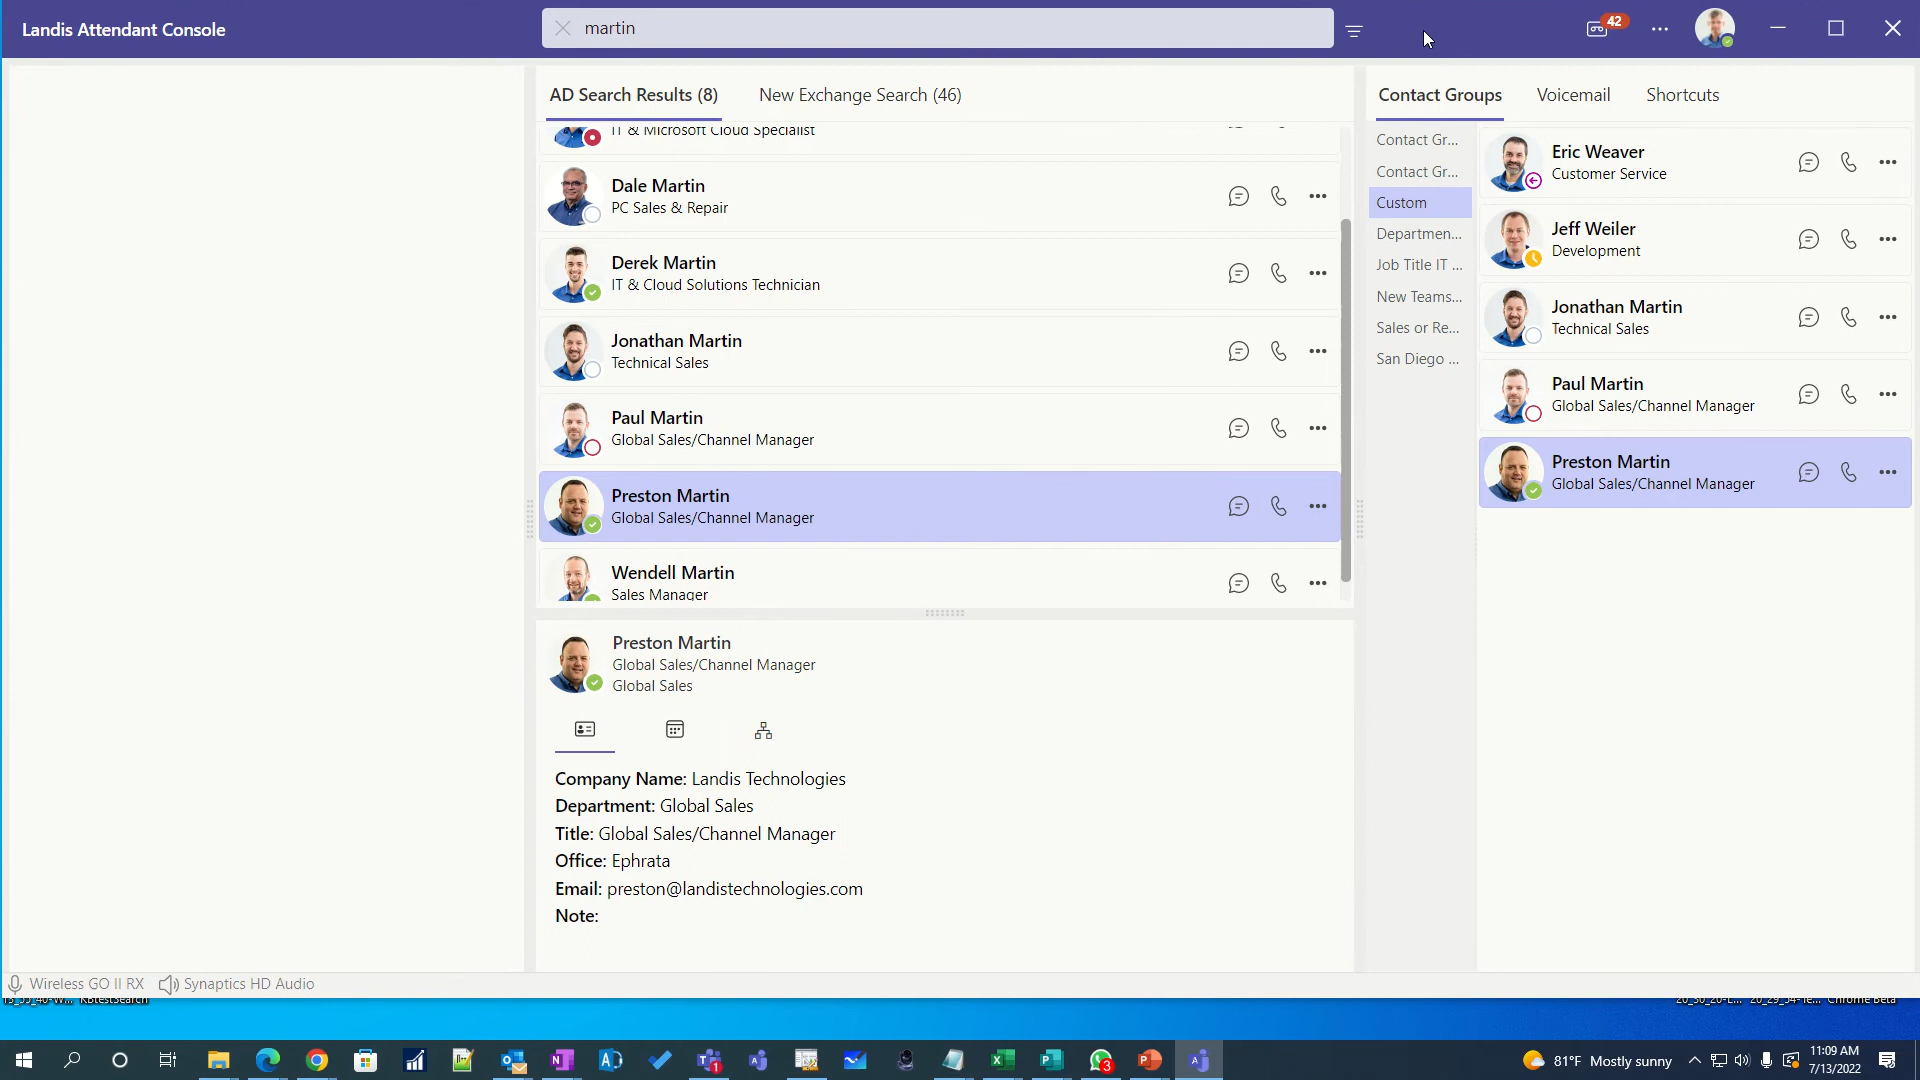 Landis Attendant Console
martin
42
AD Search Results (8)
New Exchange Search (46)
IT & Microsoft Cloud Specialist
Dale Martin
PC Sales & Repair
Derek Martin
IT & Cloud Solutions Technician
Jonathan Martin
Technical Sales
Paul Martin
Global Sales/Channel Manager
Preston Martin
Global Sales/Channel Manager
Wendell Martin
Sales Manager
Preston Martin
Global Sales/Channel Manager
Global Sales
Company Name: Landis Technologies
Department: Global Sales
Title: Global Sales/Channel Manager
Office: Ephrata
Email: preston@landistechnologies.com
Note:
Contact Groups
Voicemail
Shortcuts
Contact Gr...
Contact Gr...
Custom
Departmen...
Job Title IT ...
New Teams...
Sales or Re...
San Diego ...
Eric Weaver
Customer Service
Jeff Weiler
Development
Jonathan Martin
Technical Sales
Paul Martin
Global Sales/Channel Manager
Preston Martin
Global Sales/Channel Manager
Wireless GO II RX
Synaptics HD Audio
KBtestSearch
Chrome Beta
1
3
81°F Mostly sunny
11:09 AM
7/13/2022